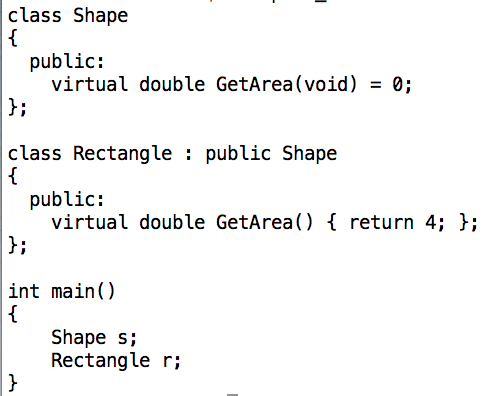 class Shape
{
  public:
    virtual double GetArea(void) = 0;
};

class Rectangle : public Shape
{
  public:
    virtual double GetArea() { return 4; };
};

int main()
{
    Shape s;
    Rectangle r;
}